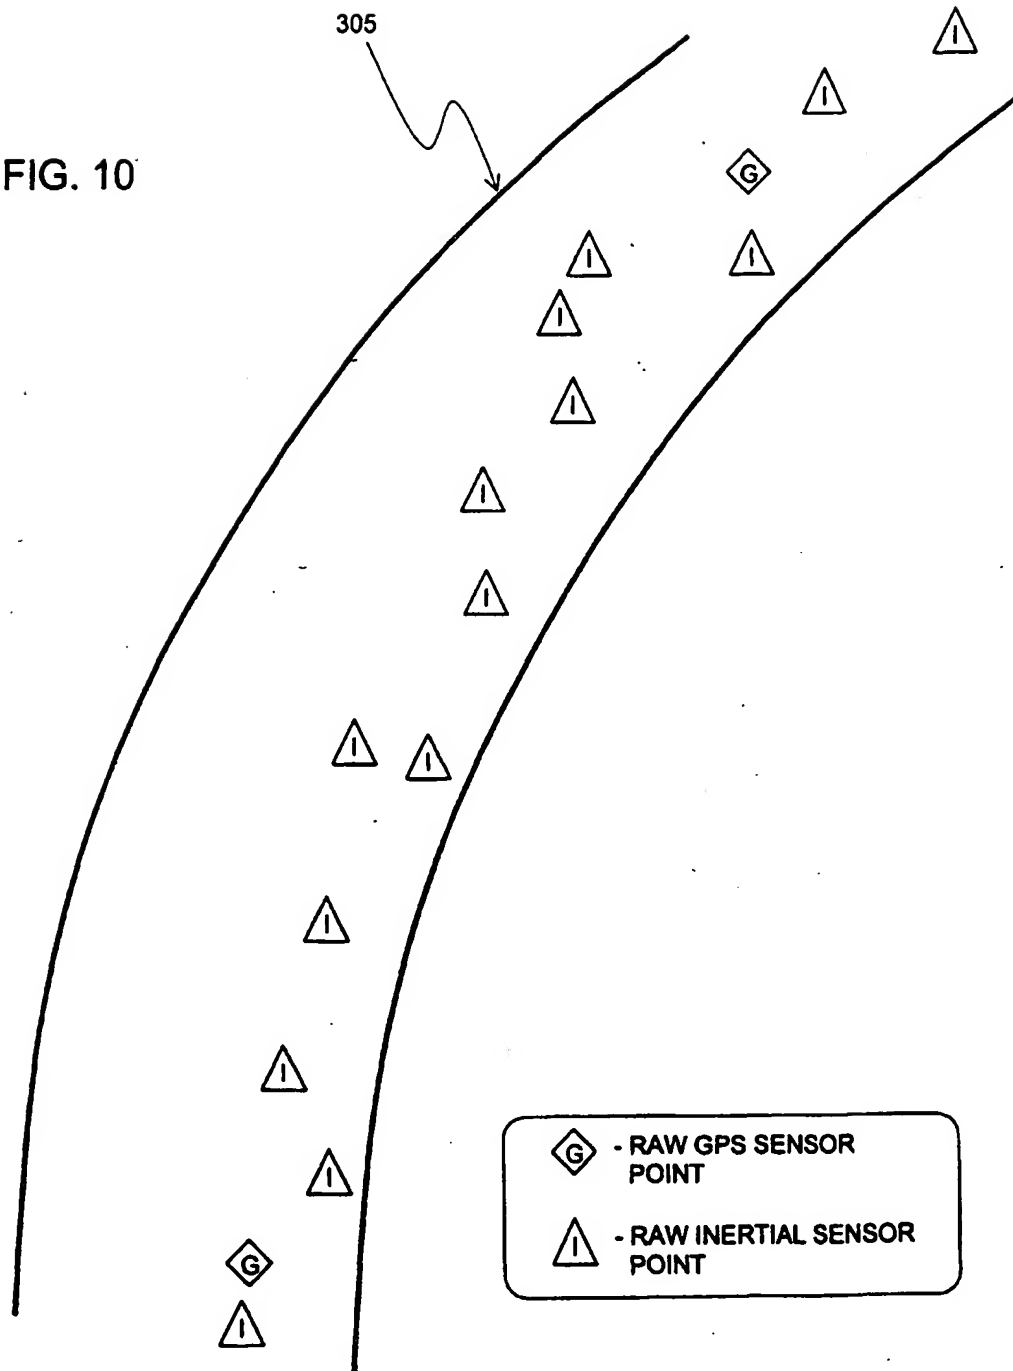 305
FIG. 10
I
I
G
I
I
I
I
I
I
I
I
I
I
I
G
I
G - RAW GPS SENSOR
POINT
I - RAW INERTIAL SENSOR
POINT